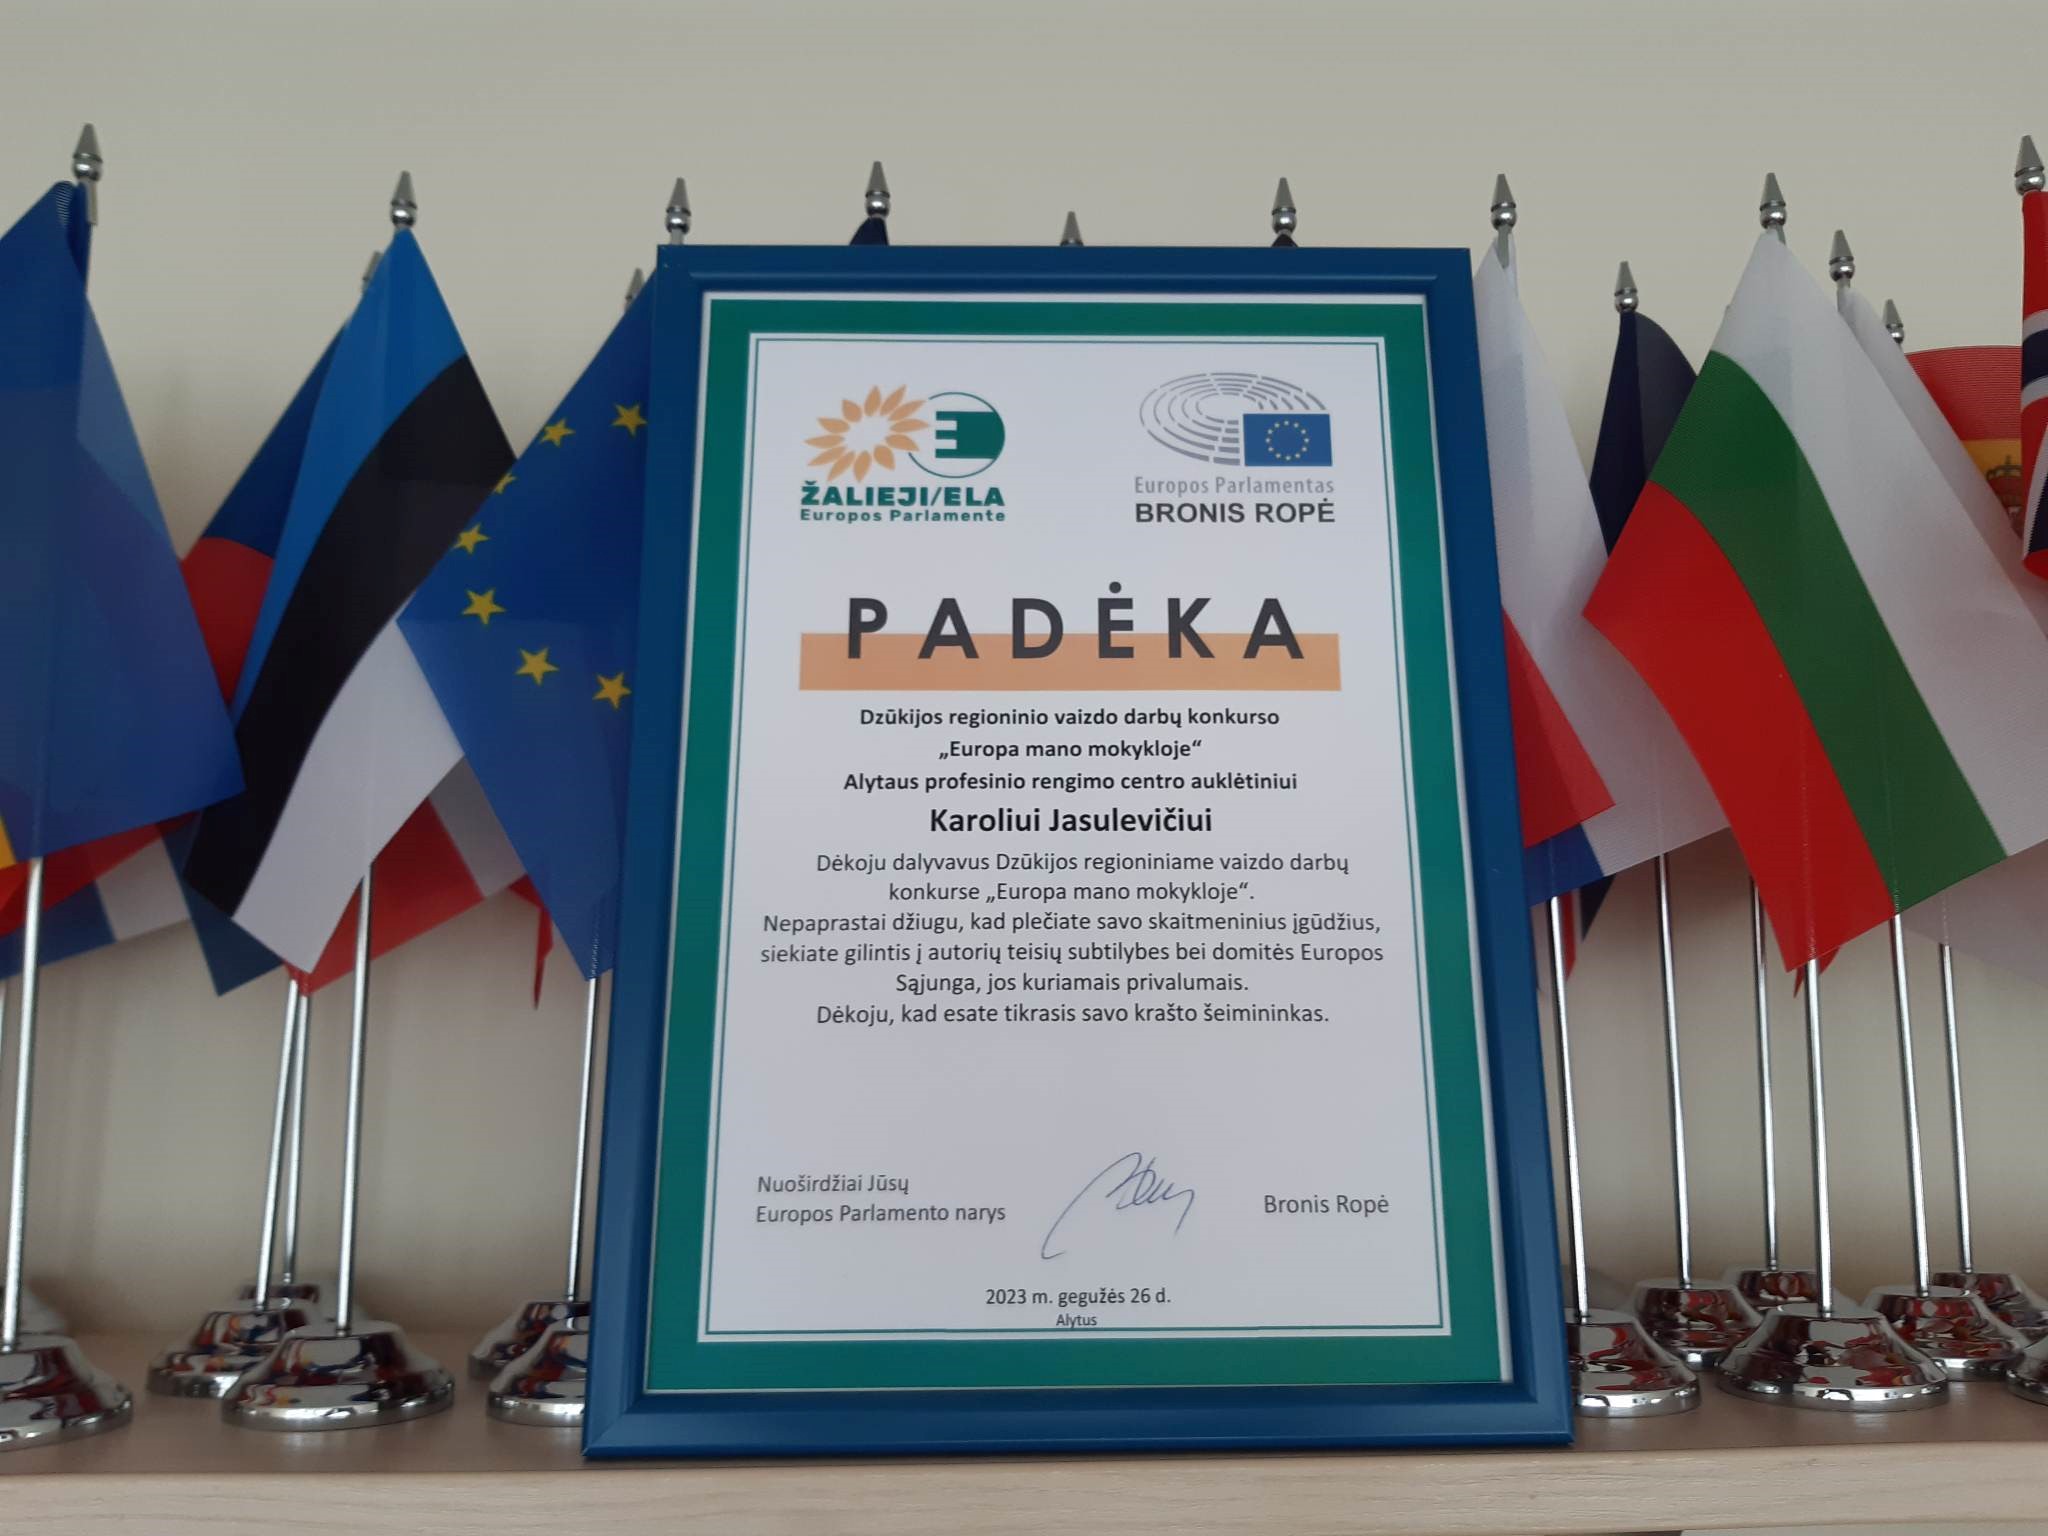 ŽALIEJI/ELA
Europos Parlamente
Europos Parlamentas
BRONIS ROPĖ
PADĖKA
Dzūkijos regioninio vaizdo darbų konkurso
„Europa mano mokykloje“
Alytaus profesinio rengimo centro auklėtiniui
Karoliui Jasulevičiui
Dėkoju dalyvavus Dzūkijos regioniniame vaizdo darbų
konkurse „Europa mano mokykloje“.
Nepaprastai džiugu, kad plečiate savo skaitmeninius įgūdžius,
siekiate gilintis į autorių teisių subtilybes bei domitės Europos
Sąjunga, jos kuriamais privalumais.
Dėkoju, kad esate tikrasis savo krašto šeimininkas.
Nuoširdžiai Jūsų
Europos Parlamento narys
Bronis Ropė
2023 m. gegužės 26 d.
Alytus